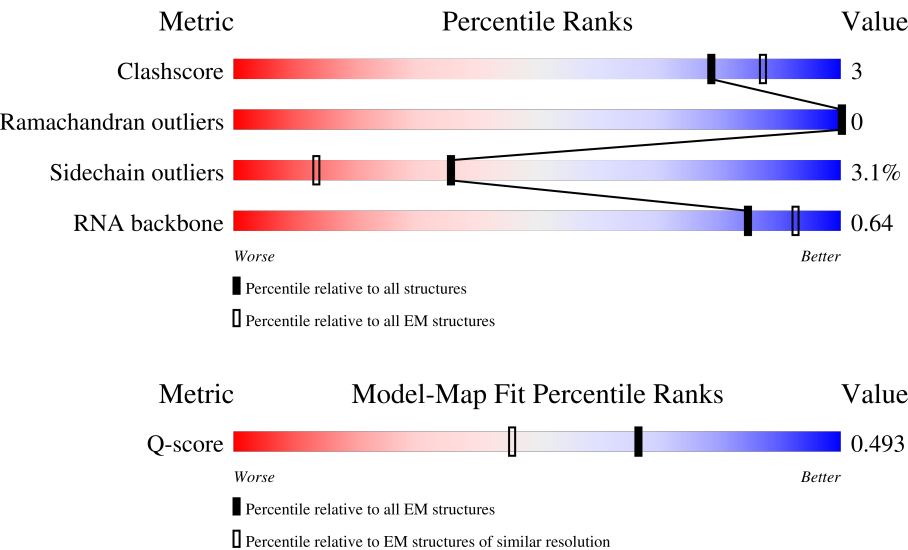 Metric Percentile Ranks Value
Clashscore 3
Ramachandran outliers 0
Sidechain outliers 3.1%
RNA backbone 0.64
Worse Better
Percentile relative to all structures
Percentile relative to all EM structures
Metric Model-Map Fit Percentile Ranks Value
Q-score 0.493
Worse Better
Percentile relative to all EM structures
Percentile relative to EM structures of similar resolution